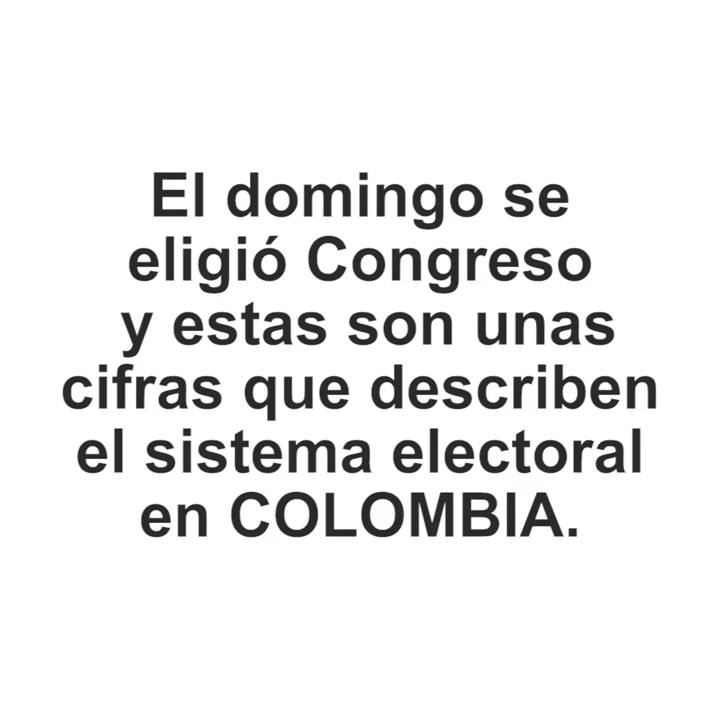 El domingo se
eligió Congreso
y estas son unas
cifras que describen
el sistema electoral
en COLOMBIA.